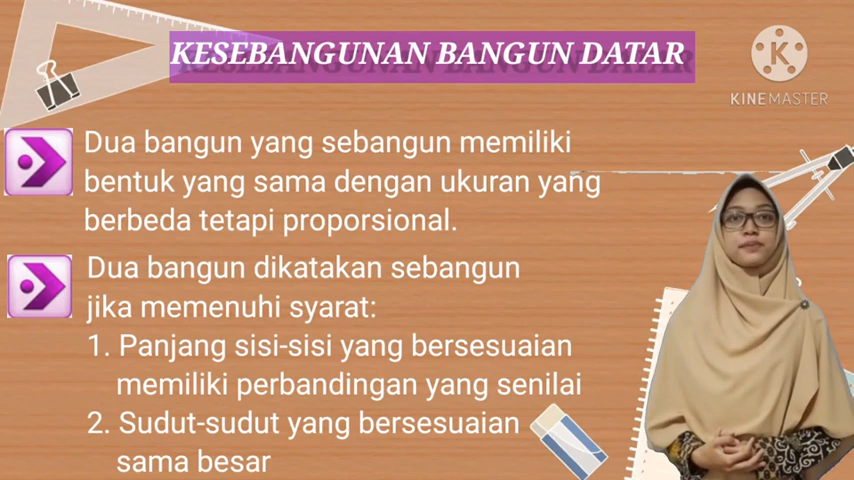 KESEBANGUNAN BANGUN DATAR
KINEMASTER
Dua bangun yang sebangun memiliki
bentuk yang sama dengan ukuran yang
berbeda tetapi proporsional.
Dua bangun dikatakan sebangun
jika memenuhi syarat:
1. Panjang sisi-sisi yang bersesuaian
memiliki perbandingan yang senilai
2. Sudut-sudut yang bersesuaian
sama besar